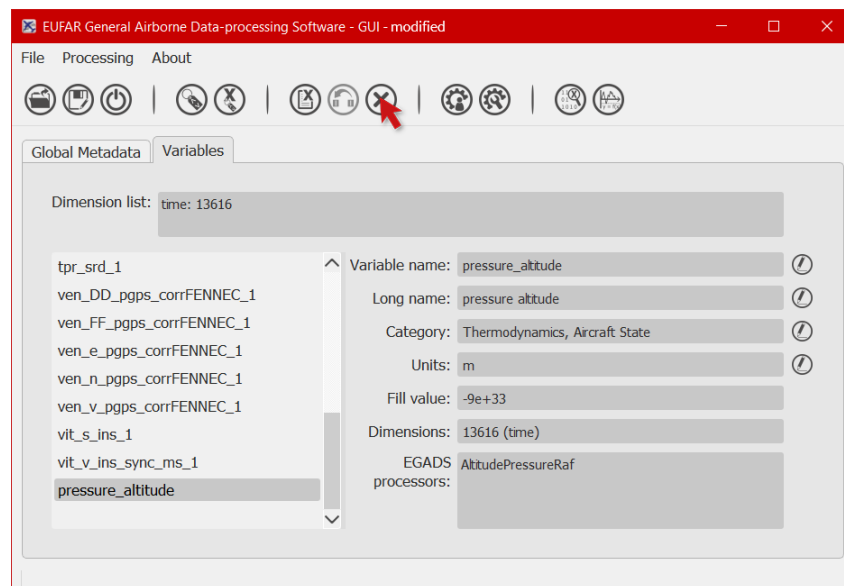 EUFAR General Airborne Data-processing Software - GUI - modified
File Processing About
Global Metadata Variables
Dimension list: time: 13616
tpr_srd_1
ven_DD_pgps_corrFENNEC_1
ven_FF_pgps_corrFENNEC_1
ven_e_pgps_corrFENNEC_1
ven_n_pgps_corrFENNEC_1
ven_v_pgps_corrFENNEC_1
vit_s_ins_1
vit_v_ins_sync_ms_1
pressure_altitude
Variable name: pressure_altitude
Long name: pressure altitude
Category: Thermodynamics, Aircraft State
Units: m
Fill value: -9e+33
Dimensions: 13616 (time)
EGADS AltitudePressureRaf
processors: